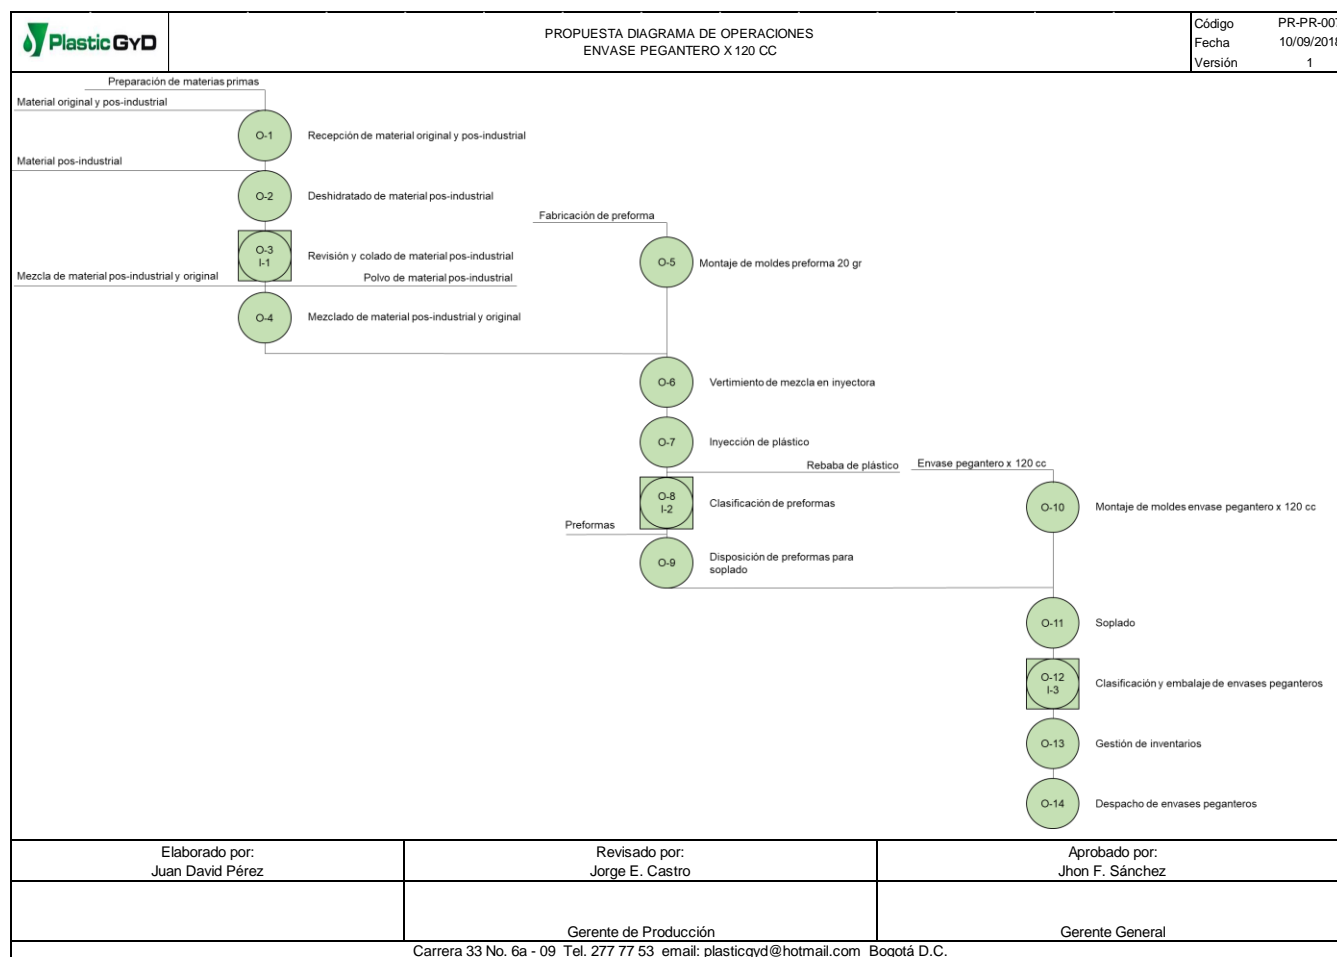 Plastic GYD
PROPUESTA DIAGRAMA DE OPERACIONES
ENVASE PEGANTERO X 120 CC
Código PR-PR-007
Fecha 10/09/2018
Versión 1
Preparación de materias primas
Material original y pos-industrial
O-1 Recepción de material original y pos-industrial
Material pos-industrial
O-2 Deshidratado de material pos-industrial
O-3
I-1
Revisión y colado de material pos-industrial
Mezcla de material pos-industrial y original
Polvo de material pos-industrial
O-4 Mezclado de material pos-industrial y original
Fabricación de preforma
O-5 Montaje de moldes preforma 20 gr
O-6 Vertimiento de mezcla en inyectora
O-7 Inyección de plástico
Rebaba de plástico
O-8
I-2
Clasificación de preformas
Preformas
O-9 Disposición de preformas para
soplado
Envase pegantero x 120 cc
O-10 Montaje de moldes envase pegantero x 120 cc
O-11 Soplado
O-12
I-3
Clasificación y embalaje de envases peganteros
O-13 Gestión de inventarios
O-14 Despacho de envases peganteros
Elaborado por:
Juan David Pérez
Revisado por:
Jorge E. Castro
Aprobado por:
Jhon F. Sánchez
Gerente de Producción
Gerente General
Carrera 33 No. 6a - 09 Tel. 277 77 53 email: plasticgyd@hotmail.com Bogotá D.C.